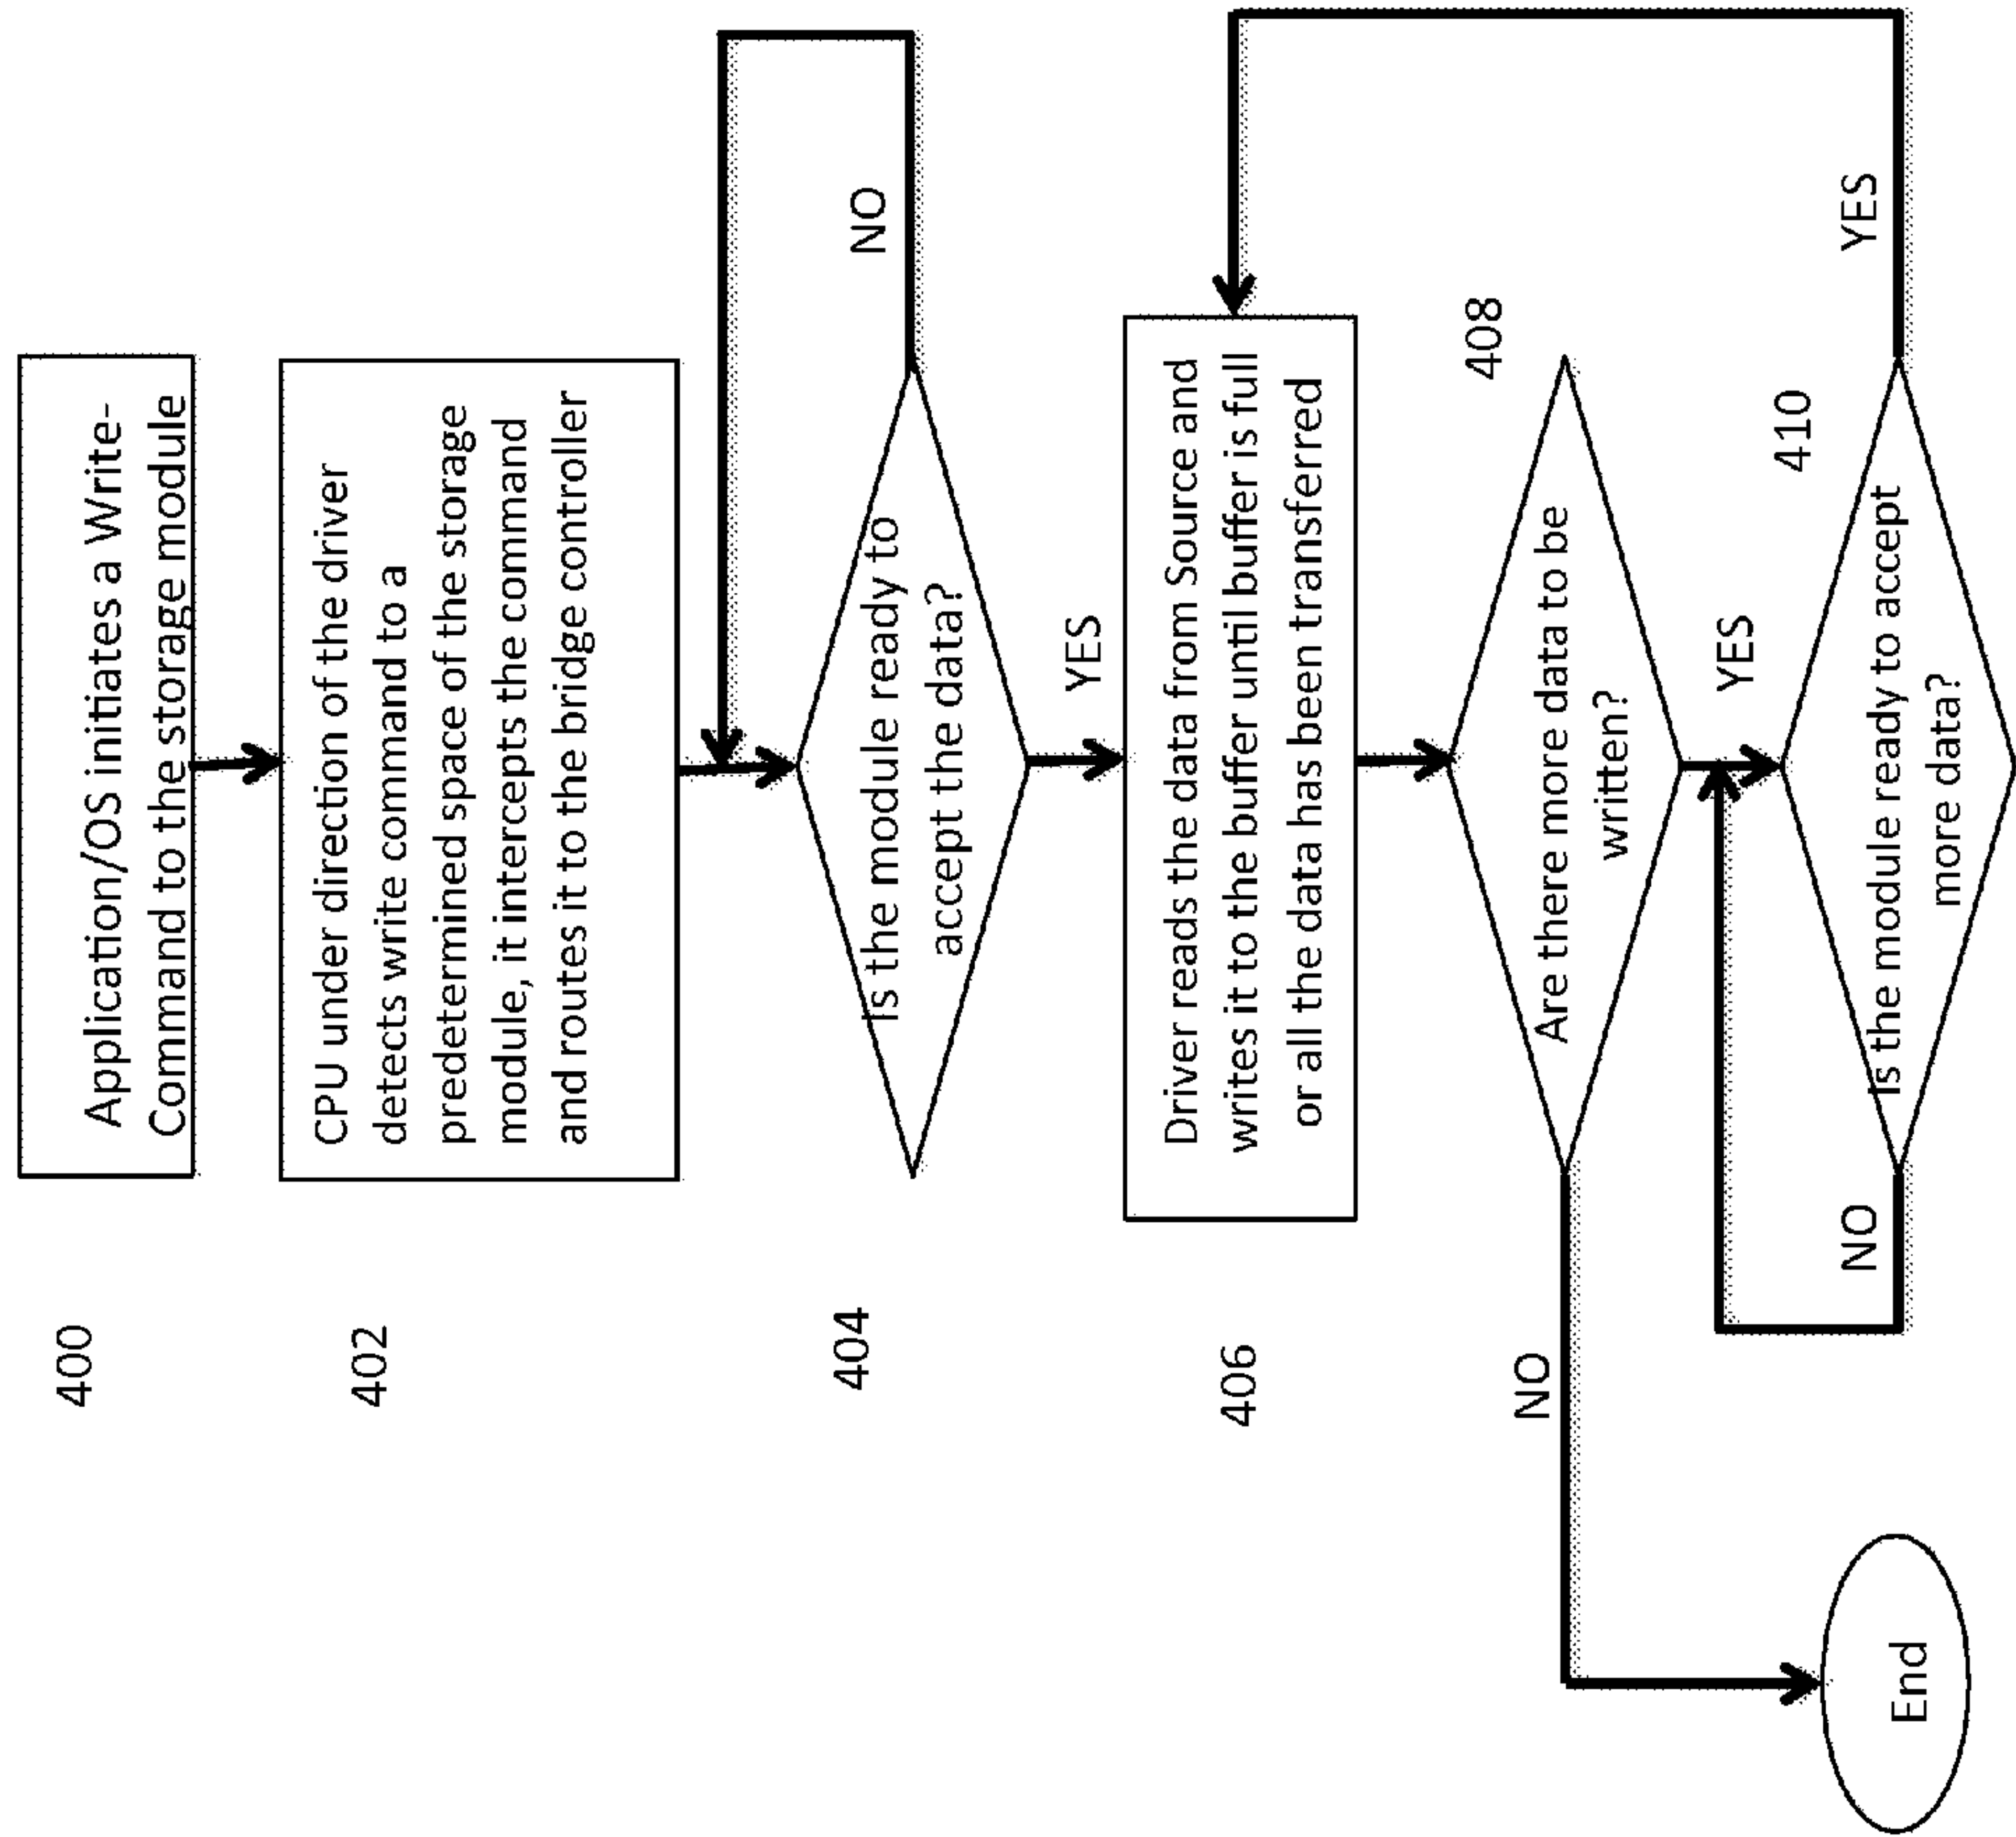 400
Application/OS initiates a Write-
Command to the storage module
402
CPU under direction of the driver
detects write command to a
predetermined space of the storage
module, it intercepts the command
and routes it to the bridge controller
404
Is the module ready to
accept the data?
NO
YES
406
Driver reads the data from Source and
writes it to the buffer until buffer is full
or all the data has been transferred
408
Are there more data to be
written?
NO
YES
410
Is the module ready to accept
more data?
NO
YES
End